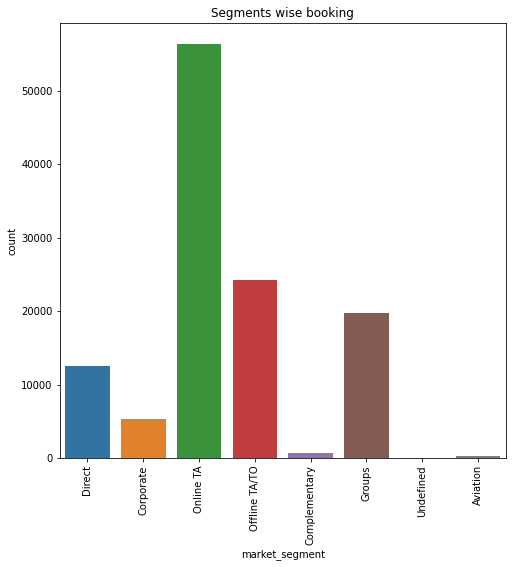 Segments wise booking
50000
40000
30000
20000
10000
0
count
Direct
Corporate
Online TA
Offline TA/TO
Complementary
Groups
Undefined
Aviation
market_segment